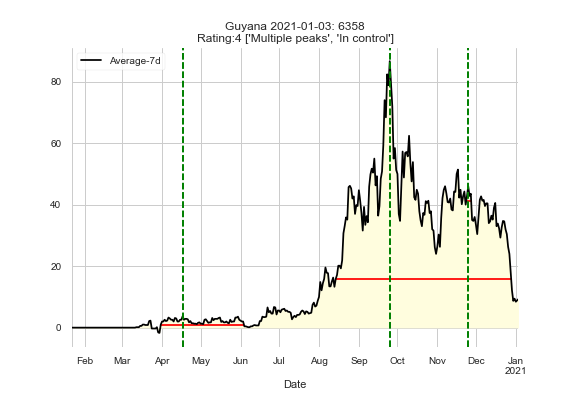 Guyana 2021-01-03: 6358
Rating:4 ['Multiple peaks', 'In control']
Average-7d
80
60
40
20
0
Feb Mar Apr May Jun Jul Aug Sep Oct Nov Dec Jan
2021
Date